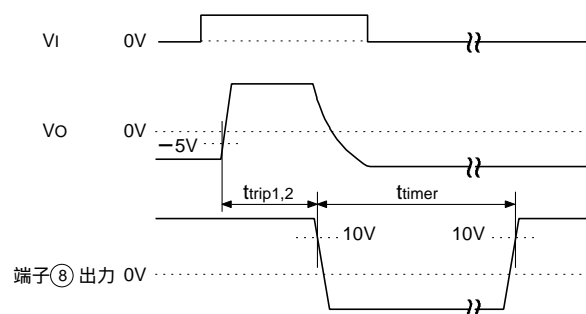 VI 0V
VO 0V
−5V
ttrip1,2 ttimer
10V 10V
端子⑧出力 0V